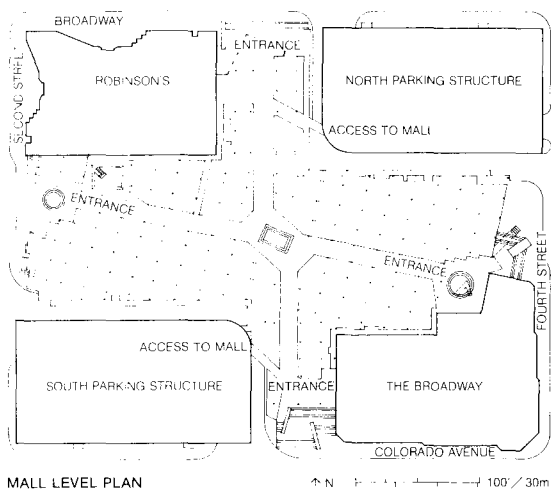 BROADWAY
ENTRANCE
SECOND STREET
ROBINSON'S
NORTH PARKING STRUCTURE
ACCESS TO MALL
ENTRANCE
ENTRANCE
FOURTH STREET
ACCESS TO MALL
SOUTH PARKING STRUCTURE
ENTRANCE
THE BROADWAY
COLORADO AVENUE
MALL LEVEL PLAN
↑ N
100' / 30m